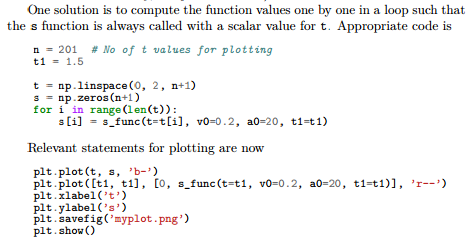 One solution is to compute the function values one by one in a loop such that
the s function is always called with a scalar value for t. Appropriate code is
n = 201 # No of t values for plotting
t1 = 1.5
t = np.linspace(0, 2, n+1)
s = np.zeros(n+1)
for i in range(len(t)):
    s[i] = s_func(t=t[i], v0=0.2, a0=20, t1=t1)
Relevant statements for plotting are now
plt.plot(t, s, 'b-')
plt.plot([t1, t1], [0, s_func(t=t1, v0=0.2, a0=20, t1=t1)], 'r--')
plt.xlabel('t')
plt.ylabel('s')
plt.savefig('myplot.png')
plt.show()